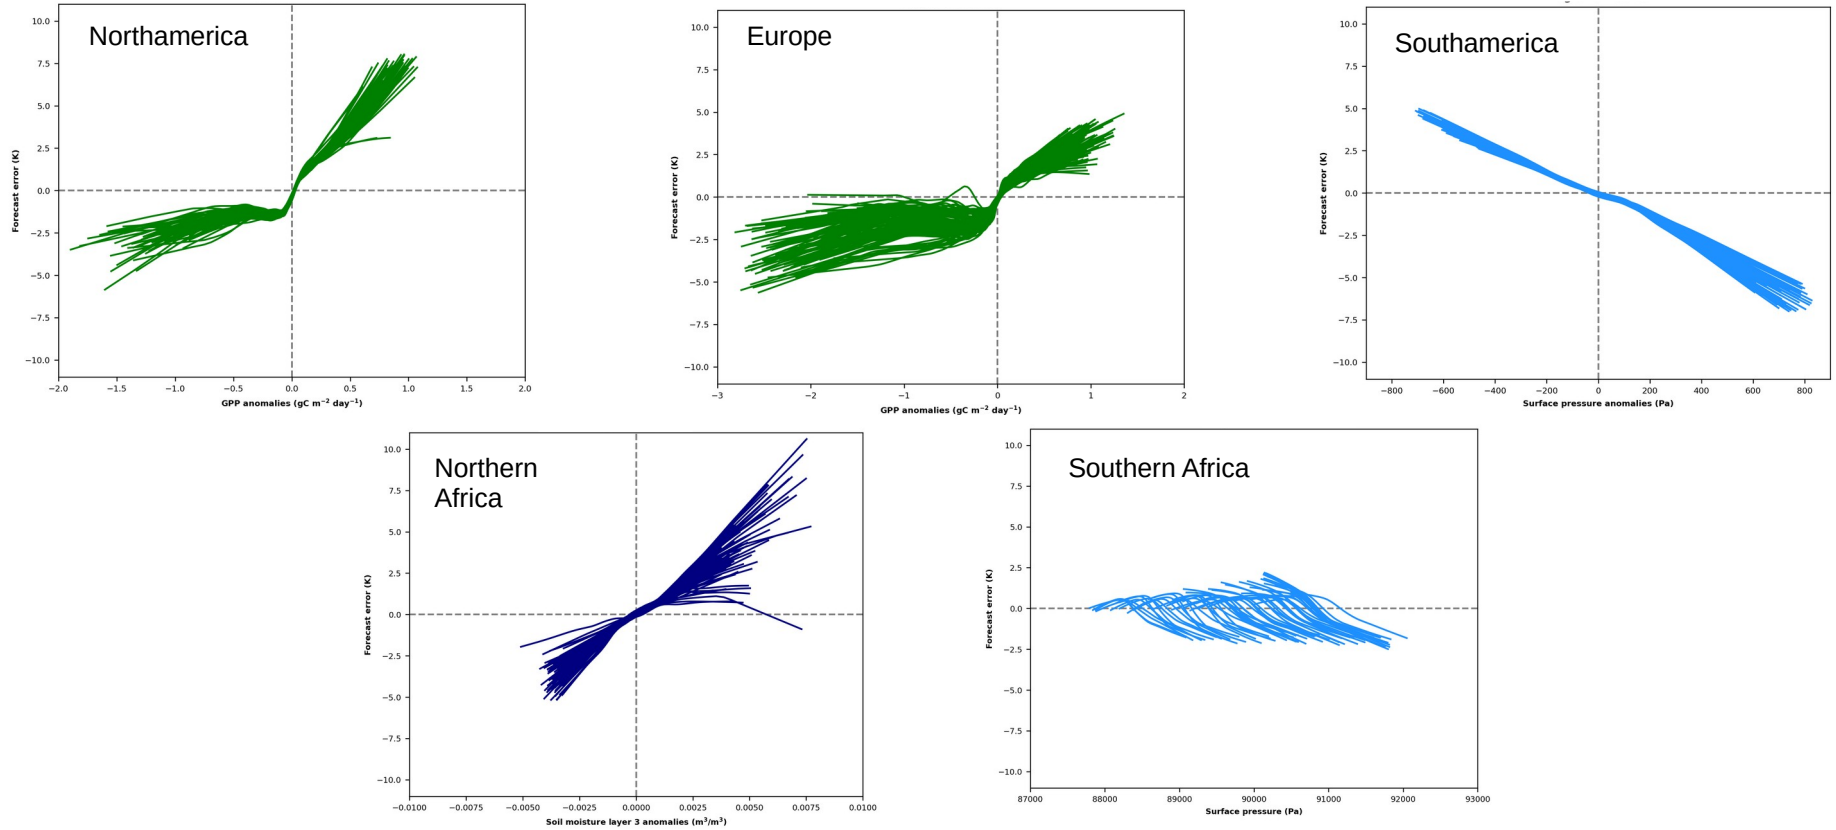 Northamerica
10.0
7.5
5.0
2.5
0.0
−2.5
−5.0
−7.5
−10.0
Forecast error (K)
−2.0 −1.5 −1.0 −0.5 0.0 0.5 1.0 1.5 2.0
GPP anomalies (gC m⁻² day⁻¹)
Europe
10.0
7.5
5.0
2.5
0.0
−2.5
−5.0
−7.5
−10.0
Forecast error (K)
−3 −2 −1 0 1 2
GPP anomalies (gC m⁻² day⁻¹)
Southamerica
10.0
7.5
5.0
2.5
0.0
−2.5
−5.0
−7.5
−10.0
Forecast error (K)
−800 −600 −400 −200 0 200 400 600 800
Surface pressure anomalies (Pa)
Northern
Africa
10.0
7.5
5.0
2.5
0.0
−2.5
−5.0
−7.5
−10.0
Forecast error (K)
−0.0100 −0.0075 −0.0050 −0.0025 0.0000 0.0025 0.0050 0.0075 0.0100
Soil moisture layer 3 anomalies (m³/m³)
Southern Africa
10.0
7.5
5.0
2.5
0.0
−2.5
−5.0
−7.5
−10.0
Forecast error (K)
87000 88000 89000 90000 91000 92000 93000
Surface pressure (Pa)